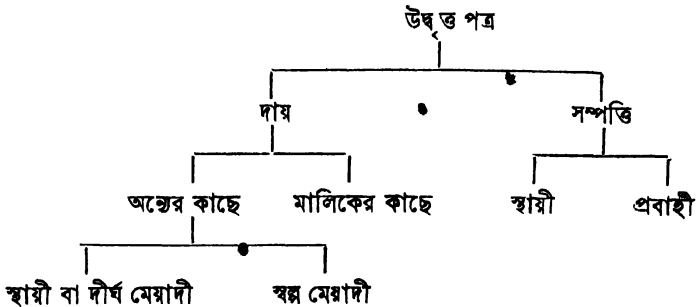 উদ্বৃত্ত পত্র
দায় সম্পত্তি
অন্যের কাছে মালিকের কাছে স্থায়ী প্রবাহী
স্থায়ী বা দীর্ঘ মেয়াদী স্বল্প মেয়াদী